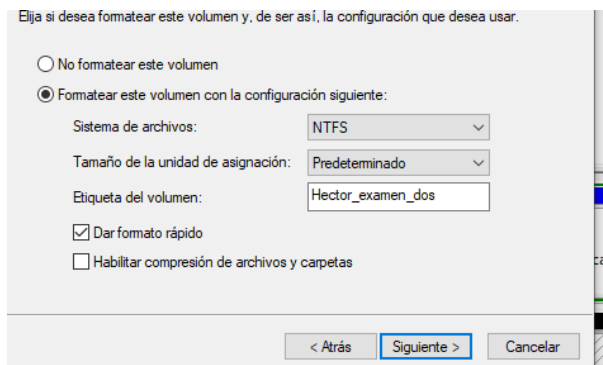 Elija si desea formatear este volumen y, de ser así, la configuración que desea usar.
No formatear este volumen
Formatear este volumen con la configuración siguiente:
Sistema de archivos: NTFS
Tamaño de la unidad de asignación: Predeterminado
Etiqueta del volumen: Hector_examen_dos
Dar formato rápido
Habilitar compresión de archivos y carpetas
< Atrás Siguiente > Cancelar